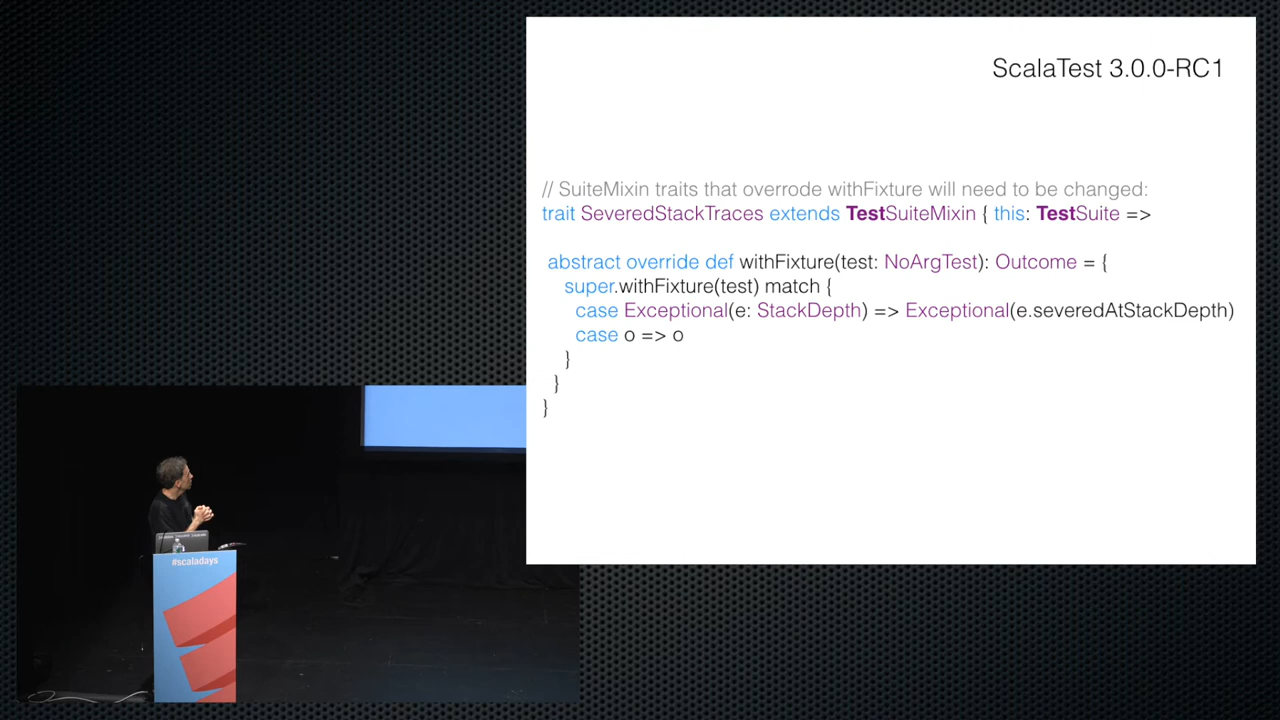 ScalaTest 3.0.0-RC1
// SuiteMixin traits that overrode withFixture will need to be changed:
trait SeveredStackTraces extends TestSuiteMixin { this: TestSuite =>
abstract override def withFixture(test: NoArgTest): Outcome = {
super.withFixture(test) match {
case Exceptional(e: StackDepth) => Exceptional(e.severedAtStackDepth)
case o => o
}
}
}
#scaladays